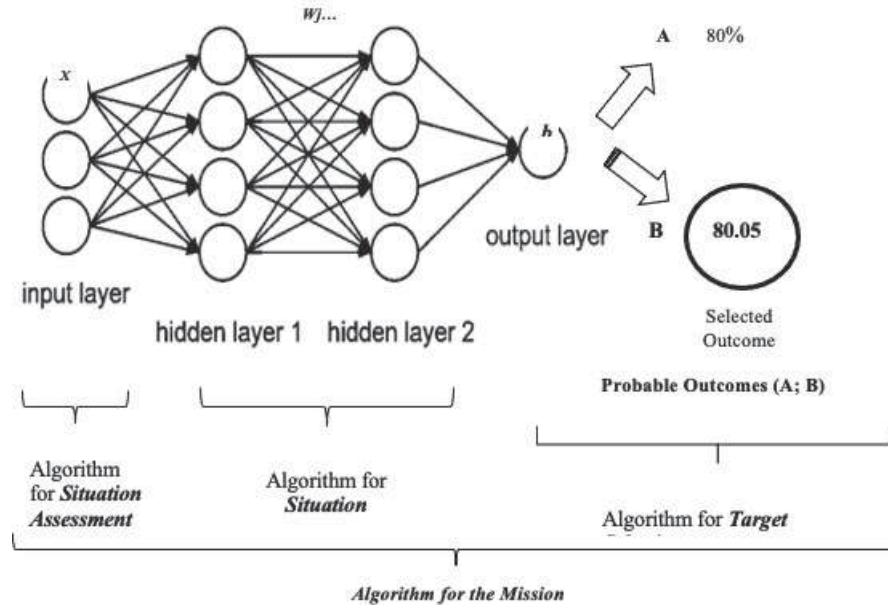 Wj...
A 80%
x
h
B 80.05
output layer
input layer
Selected
Outcome
hidden layer 1 hidden layer 2
Probable Outcomes (A; B)
Algorithm
for Situation
Assessment
Algorithm for
Situation
Algorithm for Target
Algorithm for the Mission